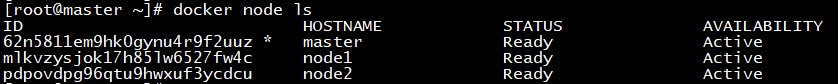 [root@master ~]# docker node ls
ID HOSTNAME STATUS AVAILABILITY
62n5811em9hk0gynu4r9f2uuz * master Ready Active
mlkvzysjok17h85lw6527fw4c node1 Ready Active
pdpovdpg96qtu9hwxuf3ycdcu node2 Ready Active